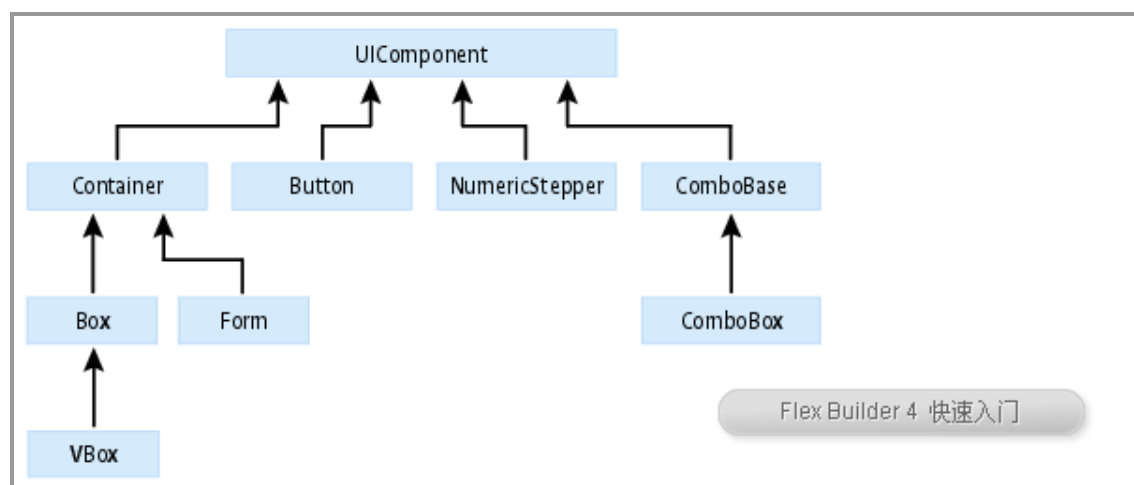 UIComponent
Container
Button
NumericStepper
ComboBase
Box
Form
ComboBox
Flex Builder 4 快速入门
VBox